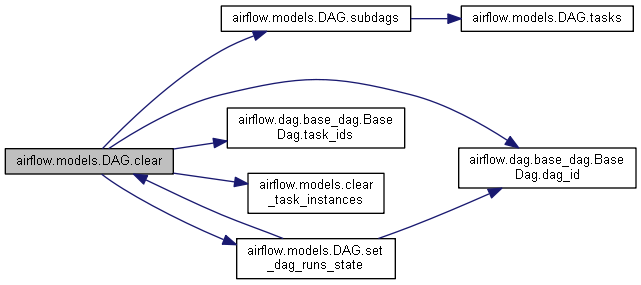 airflow.models.DAG.subdags
airflow.models.DAG.tasks
airflow.dag.base_dag.Base
DAG.task_ids
airflow.models.DAG.clear
airflow.dag.base_dag.Base
DAG.dag_id
airflow.models.clear
_task_instances
airflow.models.DAG.set
_dag_runs_state